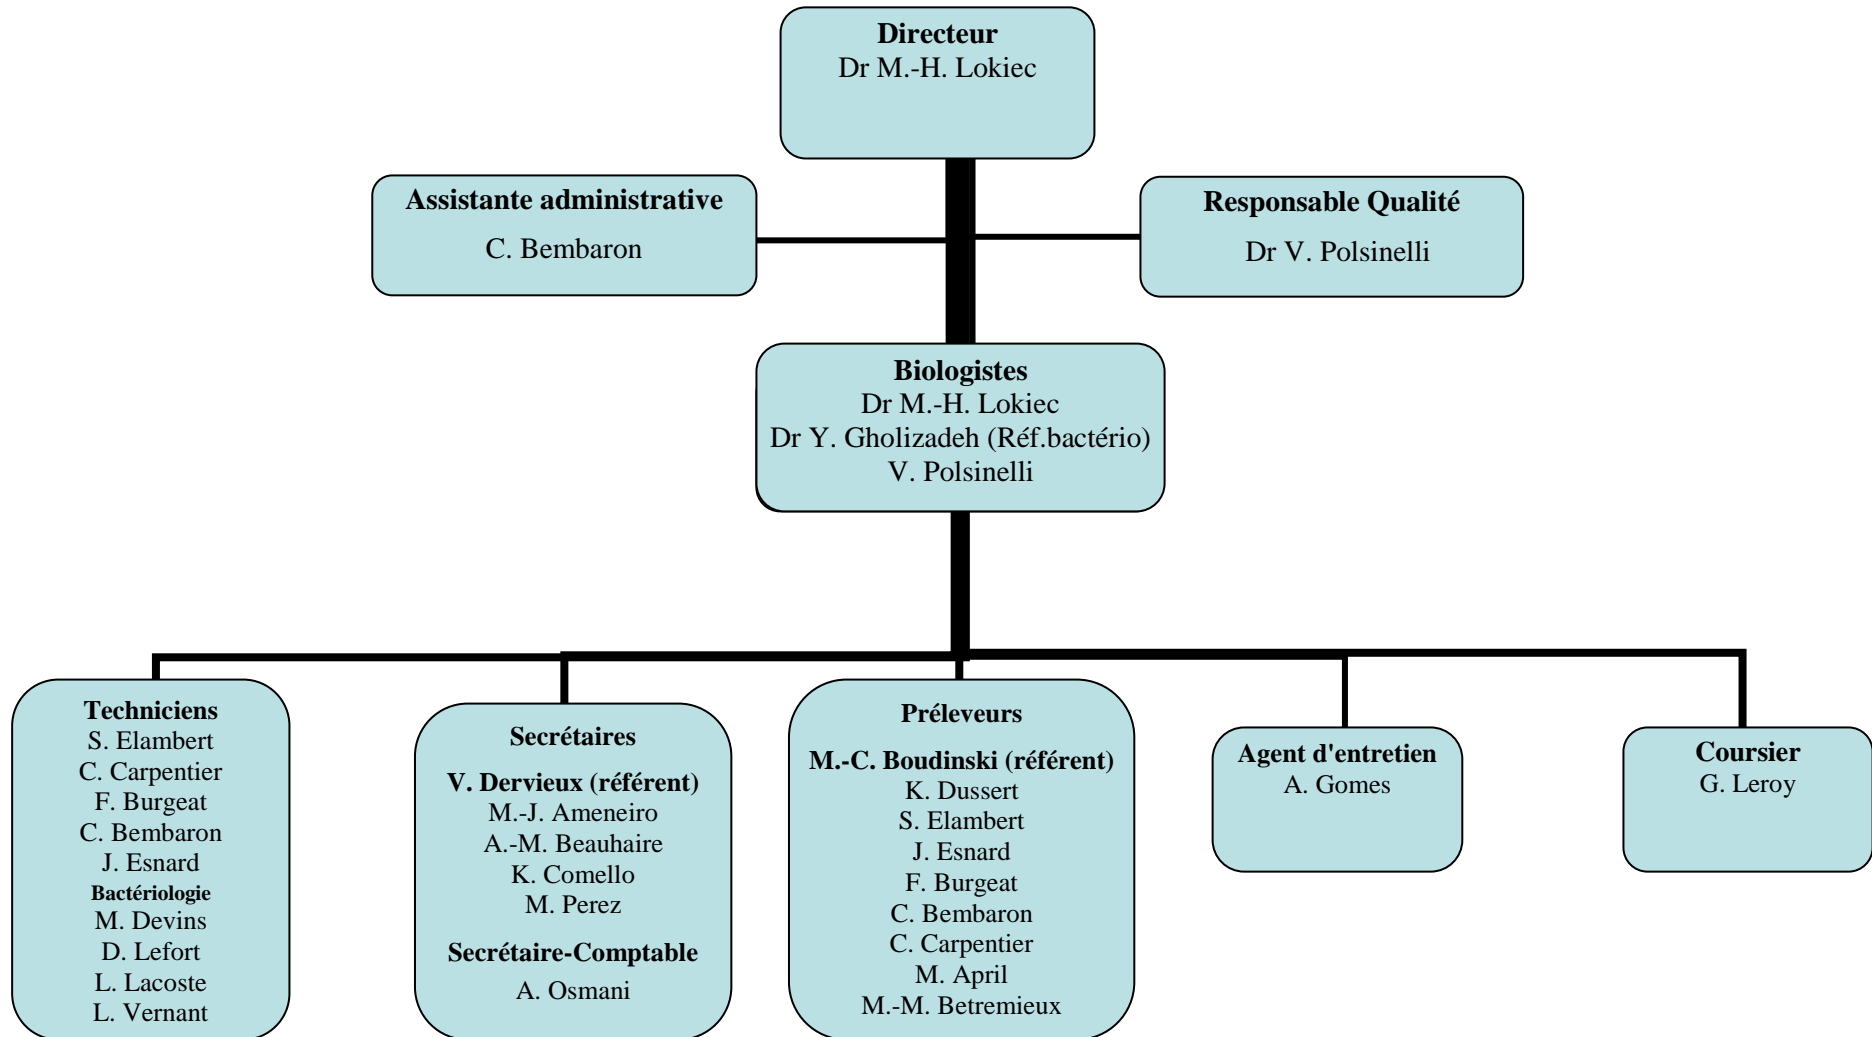 Directeur
Dr M.-H. Lokiec
Assistante administrative
C. Bembaron
Responsable Qualité
Dr V. Polsinelli
Biologistes
Dr M.-H. Lokiec
Dr Y. Gholizadeh (Réf.bactério)
V. Polsinelli
Techniciens
S. Elambert
C. Carpentier
F. Burgeat
C. Bembaron
J. Esnard
Bactériologie
M. Devins
D. Lefort
L. Lacoste
L. Vernant
Secrétaires
V. Dervieux (référent)
M.-J. Ameneiro
A.-M. Beauhaire
K. Comello
M. Perez
Secrétaire-Comptable
A. Osmani
Préleveurs
M.-C. Boudinski (référent)
K. Dussert
S. Elambert
J. Esnard
F. Burgeat
C. Bembaron
C. Carpentier
M. April
M.-M. Betremieux
Agent d'entretien
A. Gomes
Coursier
G. Leroy